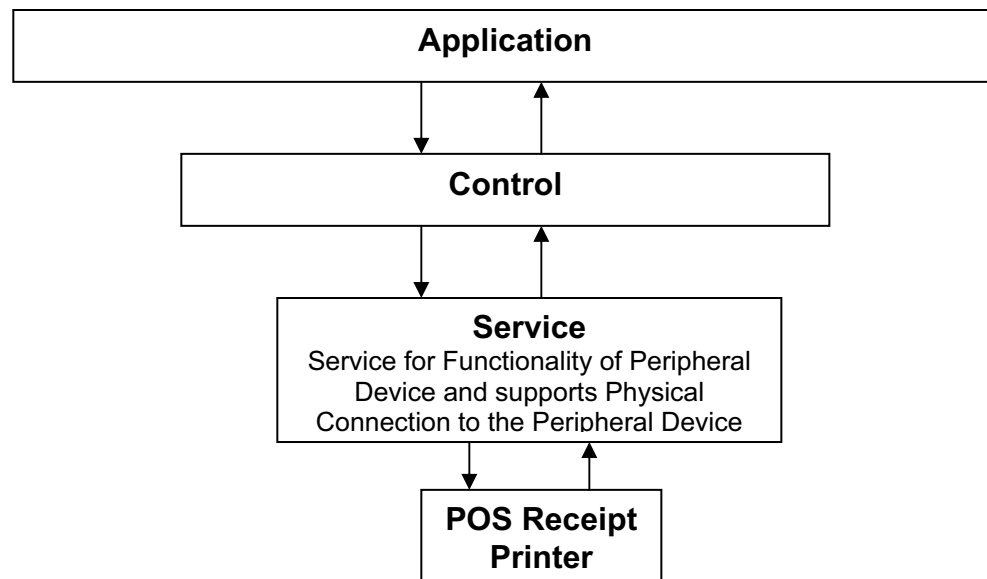 Application
Control
Service
Service for Functionality of Peripheral
Device and supports Physical
Connection to the Peripheral Device
POS Receipt
Printer